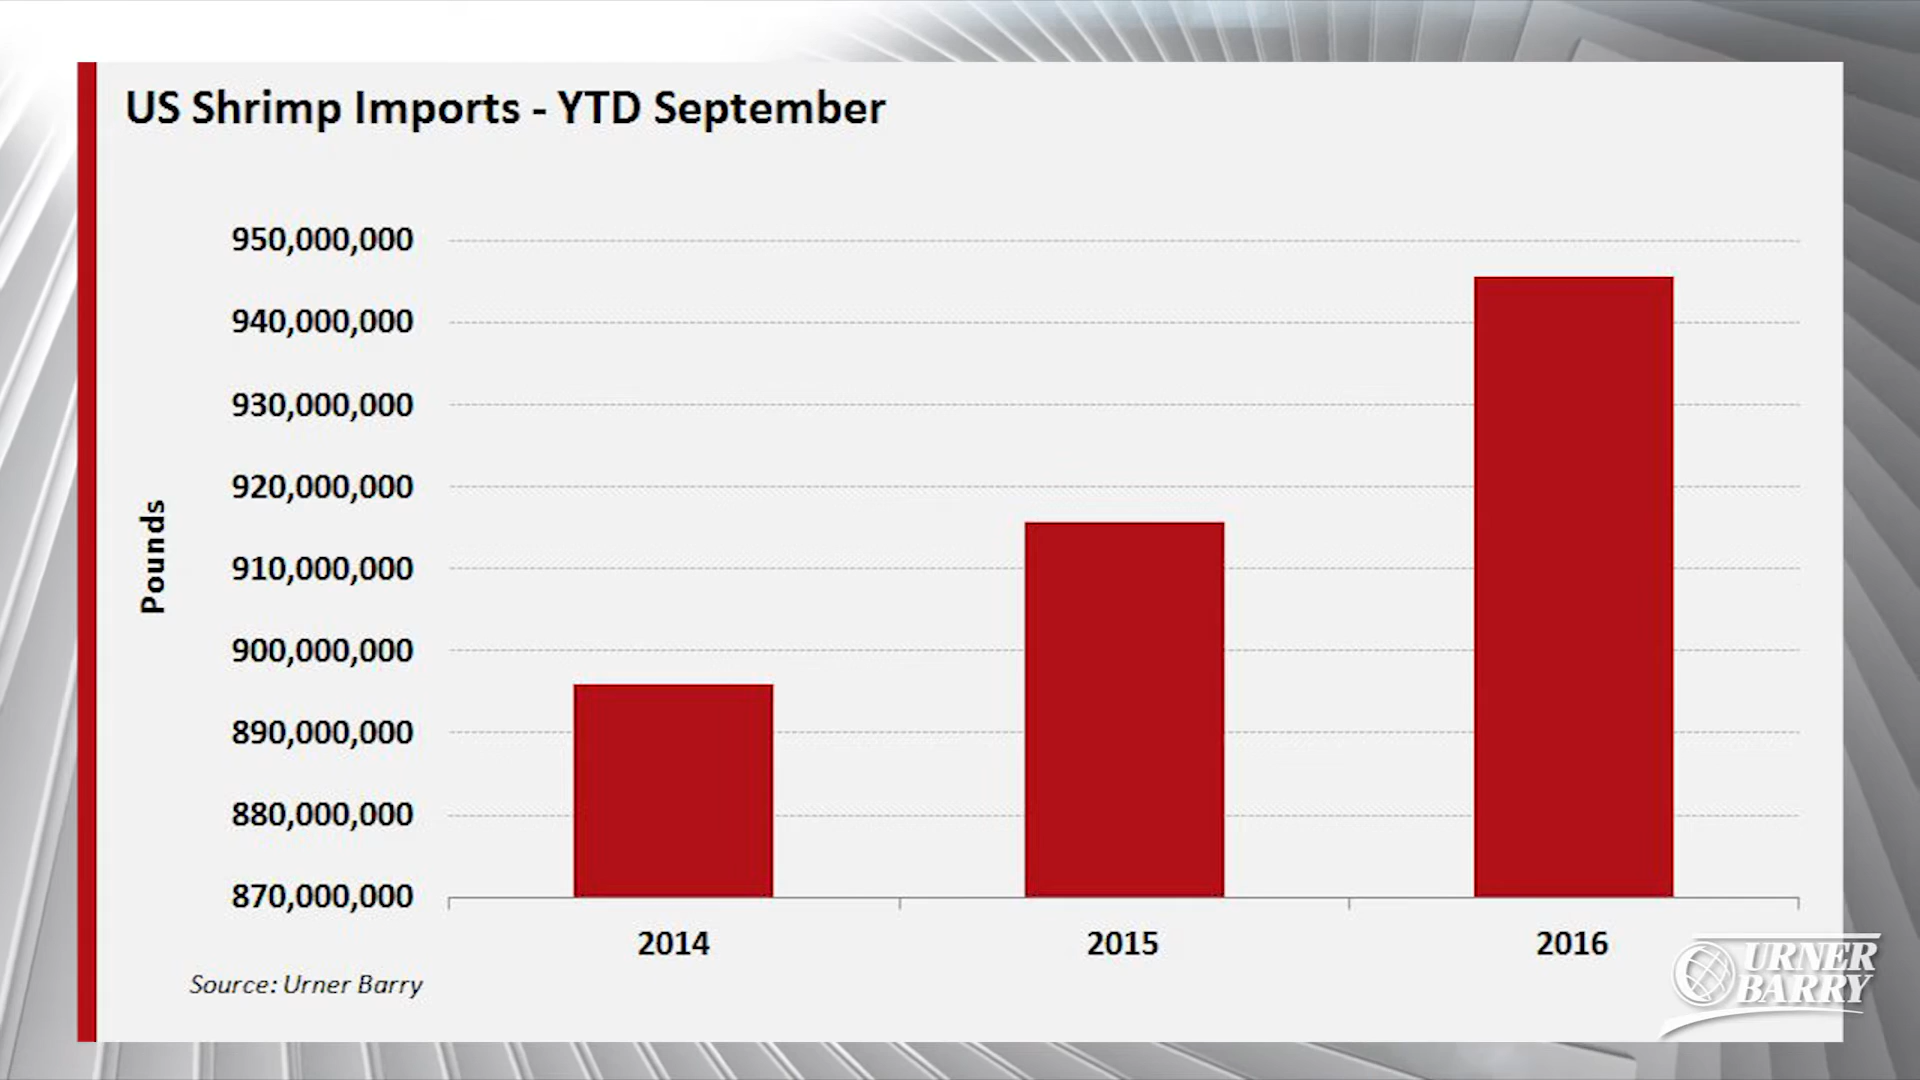 US Shrimp Imports - YTD September
950,000,000
940,000,000
930,000,000
920,000,000
910,000,000
900,000,000
890,000,000
880,000,000
870,000,000
Pounds
2014 2015 2016
Source: Urner Barry
URNER
BARRY